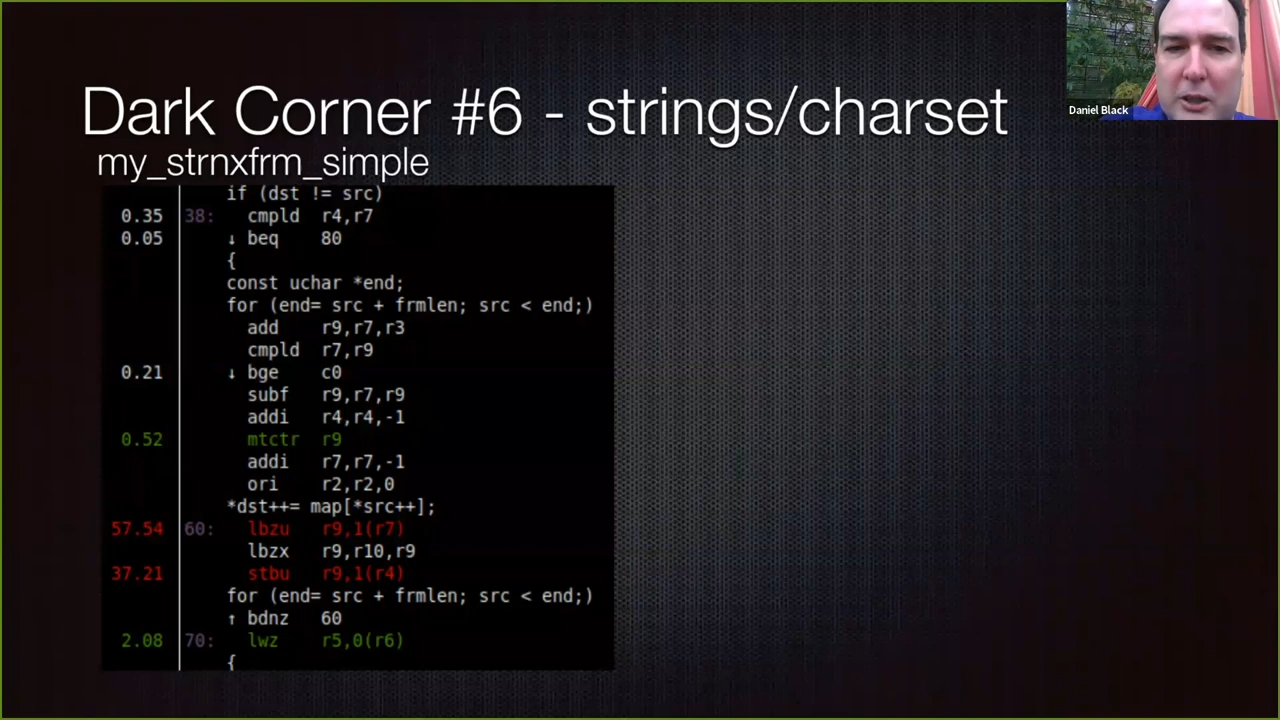 Dark Corner #6 - strings/charset
Daniel Black
my_strnxfrm_simple
if (dst != src)
0.35 38: cmpld r4,r7
0.05 ↓ beq 80
{
const uchar *end;
for (end= src + frmlen; src < end;)
add r9,r7,r3
cmpld r7,r9
0.21 ↓ bge c0
subf r9,r7,r9
addi r4,r4,-1
0.52 mtctr r9
addi r7,r7,-1
ori r2,r2,0
*dst++= map[*src++];
57.54 60: lbzu r9,1(r7)
lbzx r9,r10,r9
37.21 stbu r9,1(r4)
for (end= src + frmlen; src < end;)
↑ bdnz 60
2.08 70: lwz r5,0(r6)
{